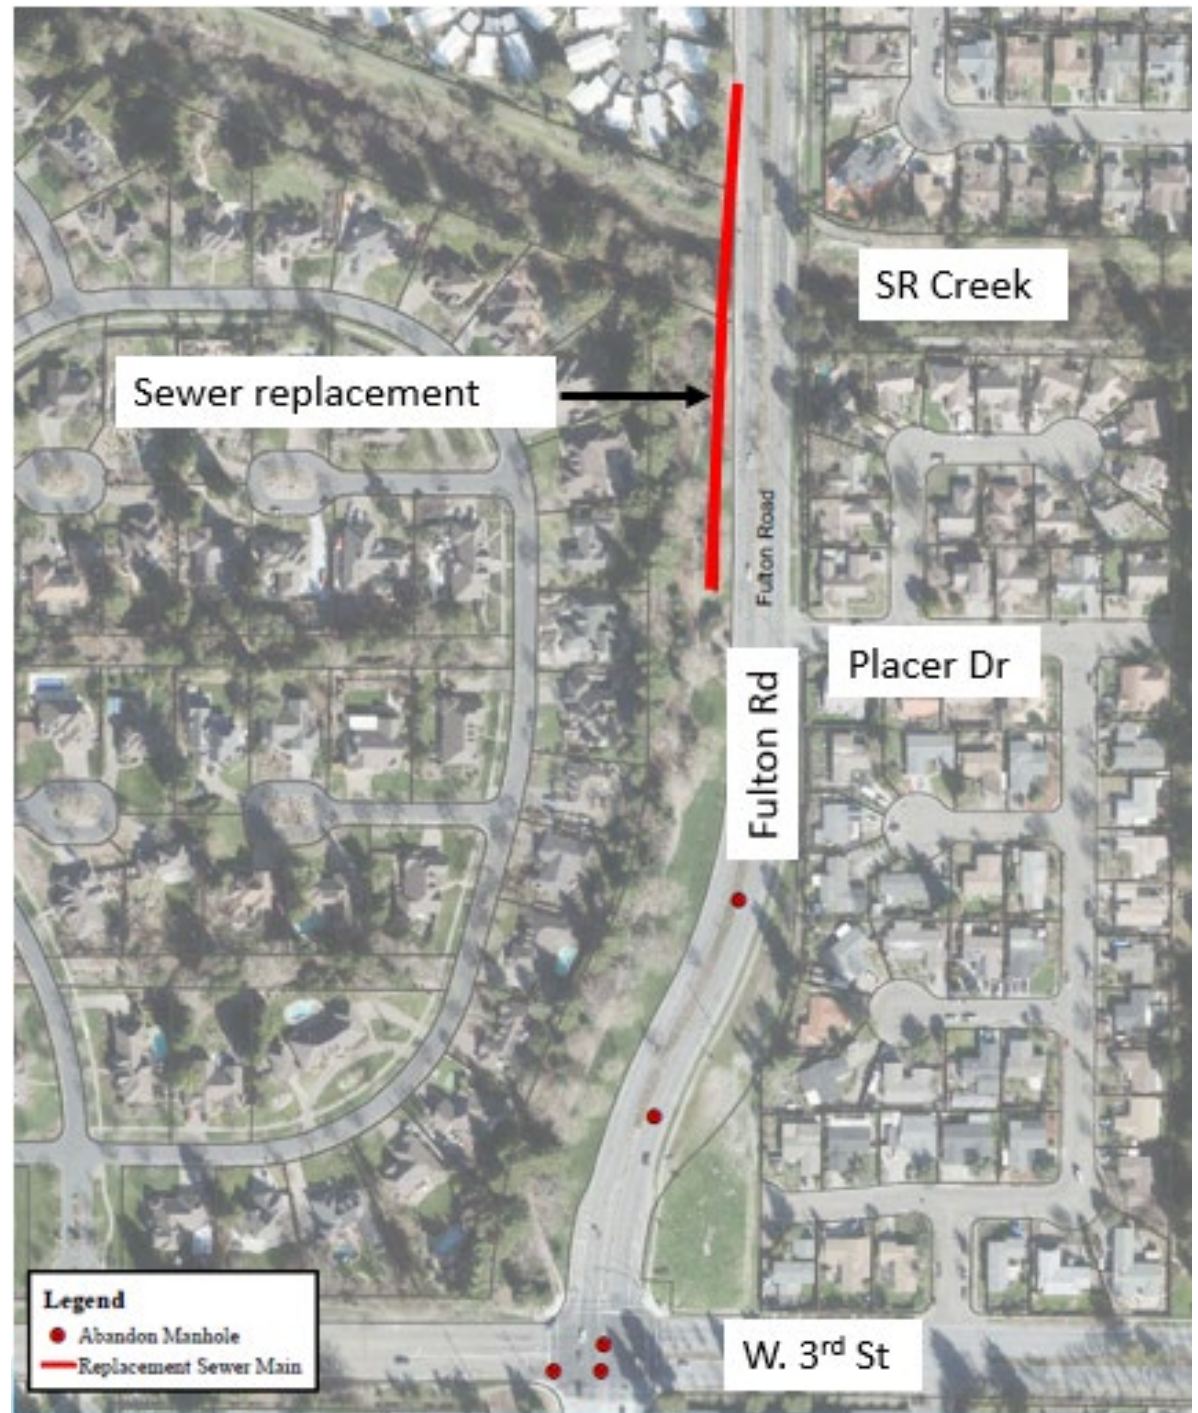 SR Creek
Sewer replacement
Fulton Road
Placer Dr
Fulton Rd
Legend
Abandon Manhole
Replacement Sewer Main
W. 3rd St